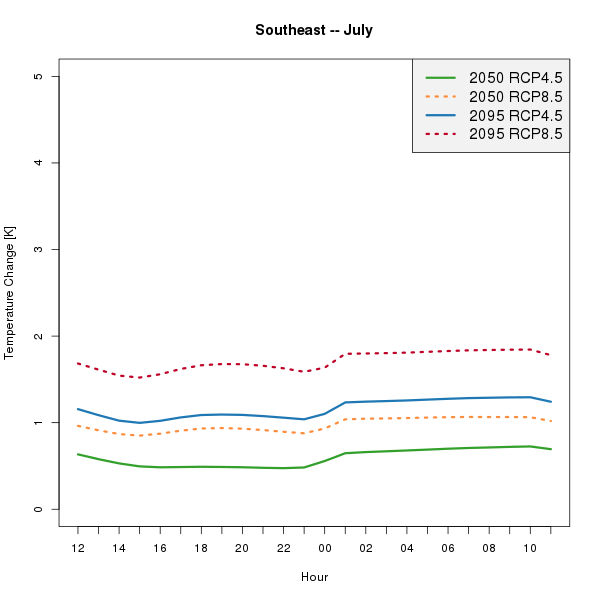 Southeast -- July
2050 RCP4.5
2050 RCP8.5
2095 RCP4.5
2095 RCP8.5
Temperature Change [K]
5
4
3
2
1
0
12 14 16 18 20 22 00 02 04 06 08 10
Hour